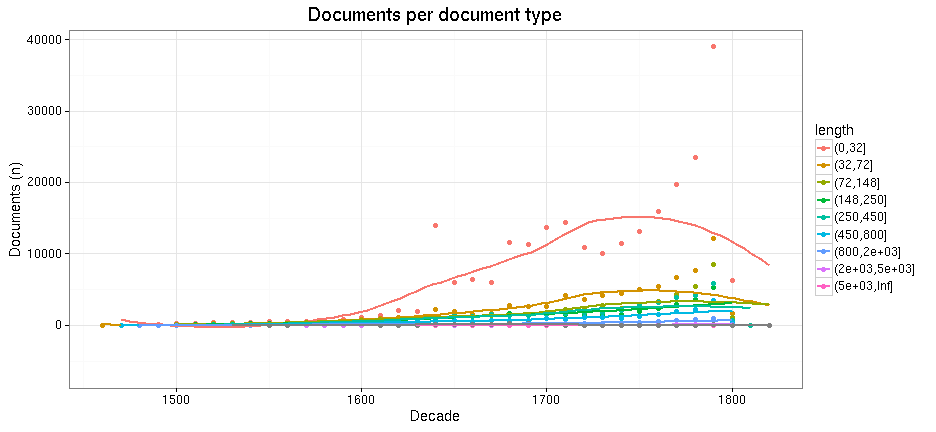 Documents per document type
40000
30000
20000
10000
0
Documents (n)
1500
1600
1700
1800
Decade
length
(0,32]
(32,72]
(72,148]
(148,250]
(250,450]
(450,800]
(800,2e+03]
(2e+03,5e+03]
(5e+03,Inf]